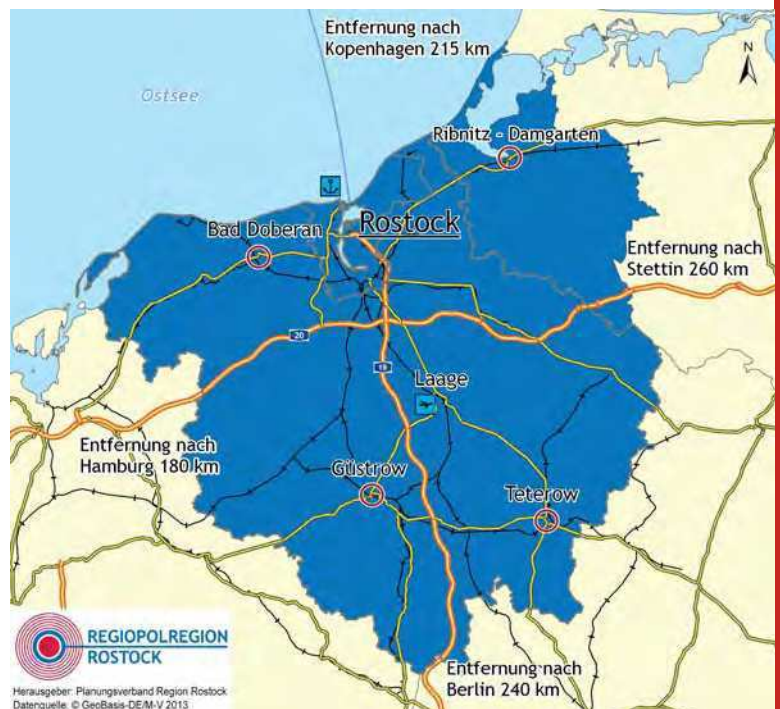 Entfernung nach
Kopenhagen 215 km
N
Ostsee
Ribnitz - Damgarten
Rostock
Bad Doberan
Entfernung nach
Stettin 260 km
20
19
Laage
Entfernung nach
Hamburg 180 km
Güstrow
Teterow
REGIOPOLREGION
ROSTOCK
Entfernung nach
Berlin 240 km
Herausgeber: Planungsverband Region Rostock
Datenquelle: © GeoBasis-DE/M-V 2013